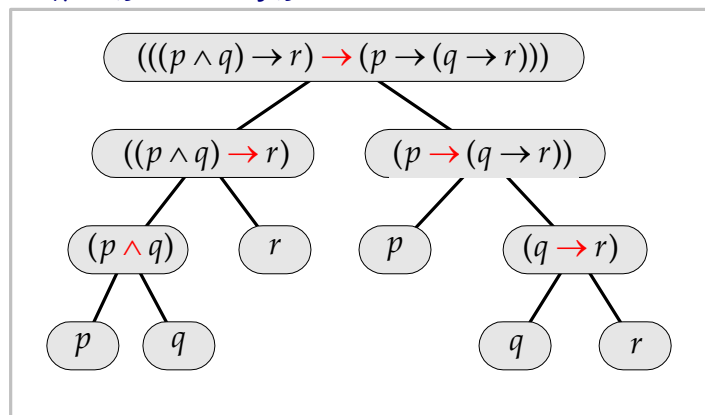 (((p ∧ q) → r) → (p → (q → r)))
((p ∧ q) → r) (p → (q → r))
(p ∧ q) r p (q → r)
p q q r